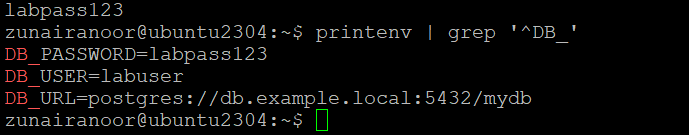 labpass123
zunairanoor@ubuntu2304:~$ printenv | grep '^DB_'
DB_PASSWORD=labpass123
DB_USER=labuser
DB_URL=postgres://db.example.local:5432/mydb
zunairanoor@ubuntu2304:~$